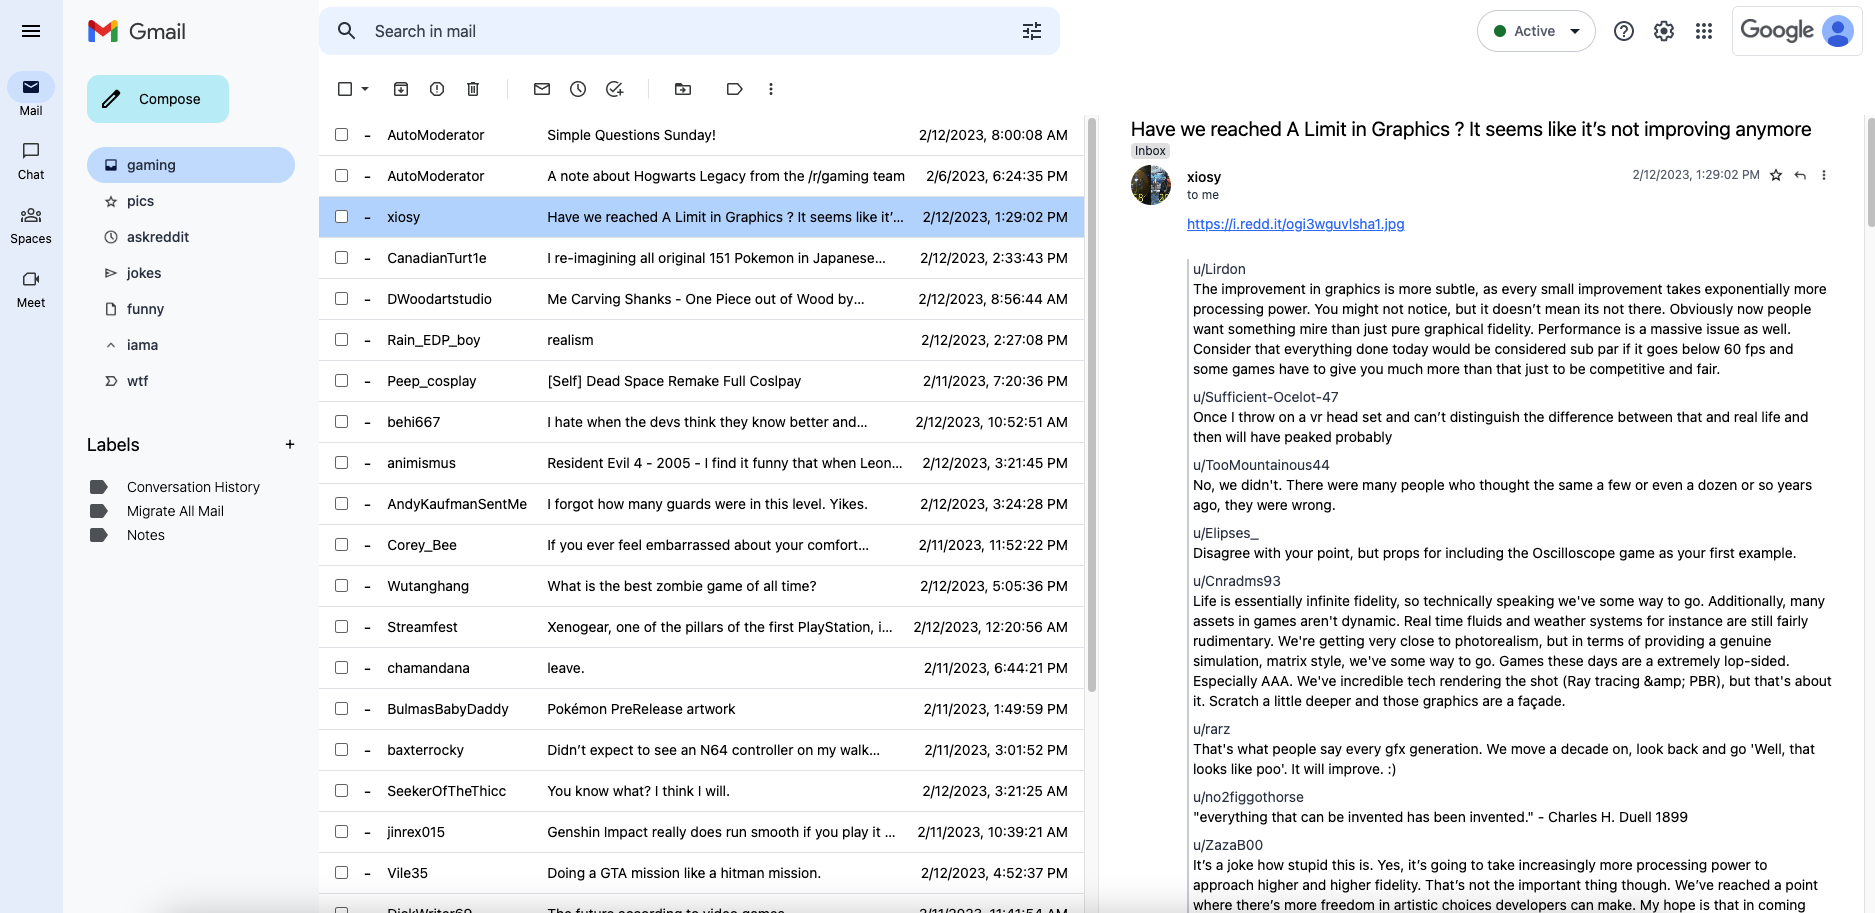 Gmail
Search in mail
Active
Google
Mail
Chat
Spaces
Meet
Compose
gaming
pics
askreddit
jokes
funny
iama
wtf
Labels +
Conversation History
Migrate All Mail
Notes
- AutoModerator Simple Questions Sunday! 2/12/2023, 8:00:08 AM
- AutoModerator A note about Hogwarts Legacy from the /r/gaming team 2/6/2023, 6:24:35 PM
- xiosy Have we reached A Limit in Graphics ? It seems like it’... 2/12/2023, 1:29:02 PM
- CanadianTurt1e I re-imagining all original 151 Pokemon in Japanese... 2/12/2023, 2:33:43 PM
- DWoodartstudio Me Carving Shanks - One Piece out of Wood by... 2/12/2023, 8:56:44 AM
- Rain_EDP_boy realism 2/12/2023, 2:27:08 PM
- Peep_cosplay [Self] Dead Space Remake Full Coslpay 2/11/2023, 7:20:36 PM
- behi667 I hate when the devs think they know better and... 2/12/2023, 10:52:51 AM
- animismus Resident Evil 4 - 2005 - I find it funny that when Leon... 2/12/2023, 3:21:45 PM
- AndyKaufmanSentMe I forgot how many guards were in this level. Yikes. 2/12/2023, 3:24:28 PM
- Corey_Bee If you ever feel embarrassed about your comfort... 2/11/2023, 11:52:22 PM
- Wutanghang What is the best zombie game of all time? 2/12/2023, 5:05:36 PM
- Streamfest Xenogear, one of the pillars of the first PlayStation, i... 2/12/2023, 12:20:56 AM
- chamandana leave. 2/11/2023, 6:44:21 PM
- BulmasBabyDaddy Pokémon PreRelease artwork 2/11/2023, 1:49:59 PM
- baxterrocky Didn’t expect to see an N64 controller on my walk... 2/11/2023, 3:01:52 PM
- SeekerOfTheThicc You know what? I think I will. 2/12/2023, 3:21:25 AM
- jinrex015 Genshin Impact really does run smooth if you play it ... 2/11/2023, 10:39:21 AM
- Vile35 Doing a GTA mission like a hitman mission. 2/12/2023, 4:52:37 PM
Have we reached A Limit in Graphics ? It seems like it’s not improving anymore
Inbox
xiosy 2/12/2023, 1:29:02 PM
to me
https://i.redd.it/ogi3wguvlsha1.jpg
u/Lirdon
The improvement in graphics is more subtle, as every small improvement takes exponentially more
processing power. You might not notice, but it doesn’t mean its not there. Obviously now people
want something mire than just pure graphical fidelity. Performance is a massive issue as well.
Consider that everything done today would be considered sub par if it goes below 60 fps and
some games have to give you much more than that just to be competitive and fair.
u/Sufficient-Ocelot-47
Once I throw on a vr head set and can’t distinguish the difference between that and real life and
then will have peaked probably
u/TooMountainous44
No, we didn't. There were many people who thought the same a few or even a dozen or so years
ago, they were wrong.
u/Elipses_
Disagree with your point, but props for including the Oscilloscope game as your first example.
u/Cnradms93
Life is essentially infinite fidelity, so technically speaking we've some way to go. Additionally, many
assets in games aren't dynamic. Real time fluids and weather systems for instance are still fairly
rudimentary. We're getting very close to photorealism, but in terms of providing a genuine
simulation, matrix style, we've some way to go. Games these days are a extremely lop-sided.
Especially AAA. We've incredible tech rendering the shot (Ray tracing &amp; PBR), but that's about
it. Scratch a little deeper and those graphics are a façade.
u/rarz
That's what people say every gfx generation. We move a decade on, look back and go 'Well, that
looks like poo'. It will improve. :)
u/no2figgothorse
"everything that can be invented has been invented." - Charles H. Duell 1899
u/ZazaB00
It’s a joke how stupid this is. Yes, it’s going to take increasingly more processing power to
approach higher and higher fidelity. That’s not the important thing though. We’ve reached a point
where there’s more freedom in artistic choices developers can make. My hope is that in coming